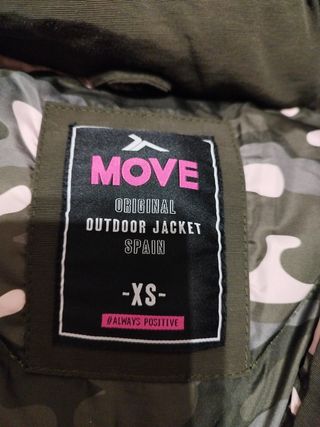 MOVE
ORIGINAL
OUTDOOR JACKET
SPAIN
-XS-
#ALWAYS POSITIVE